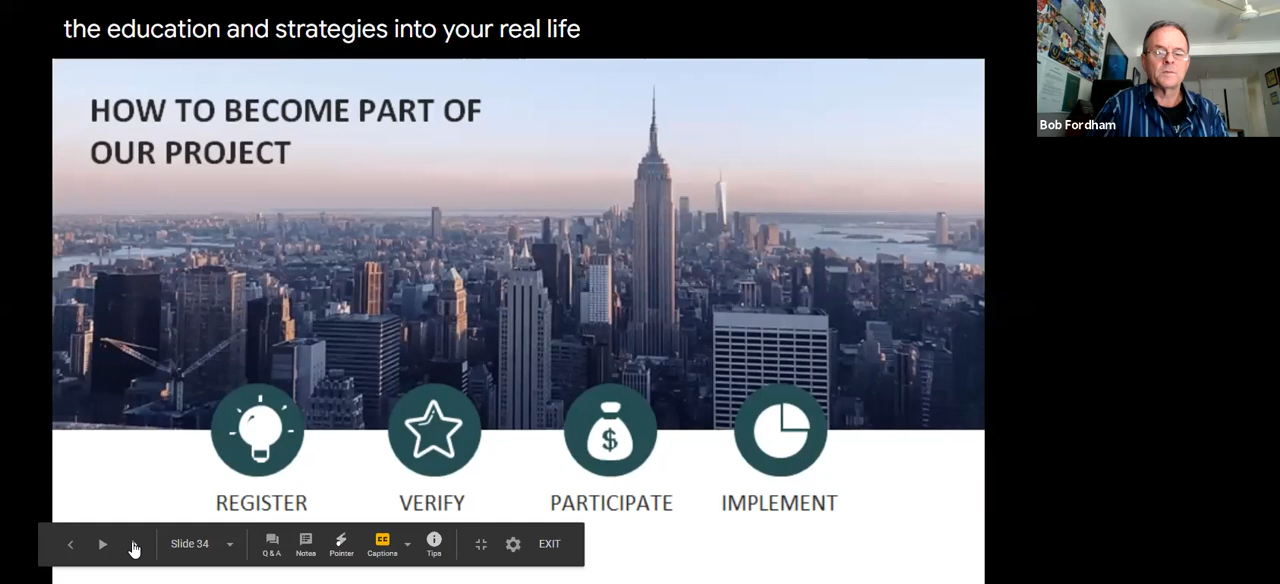 the education and strategies into your real life
HOW TO BECOME PART OF
OUR PROJECT
Bob Fordham
$
REGISTER
VERIFY
PARTICIPATE
IMPLEMENT
Slide 34
Q & A
Notes
Pointer
CC
Captions
Tips
EXIT